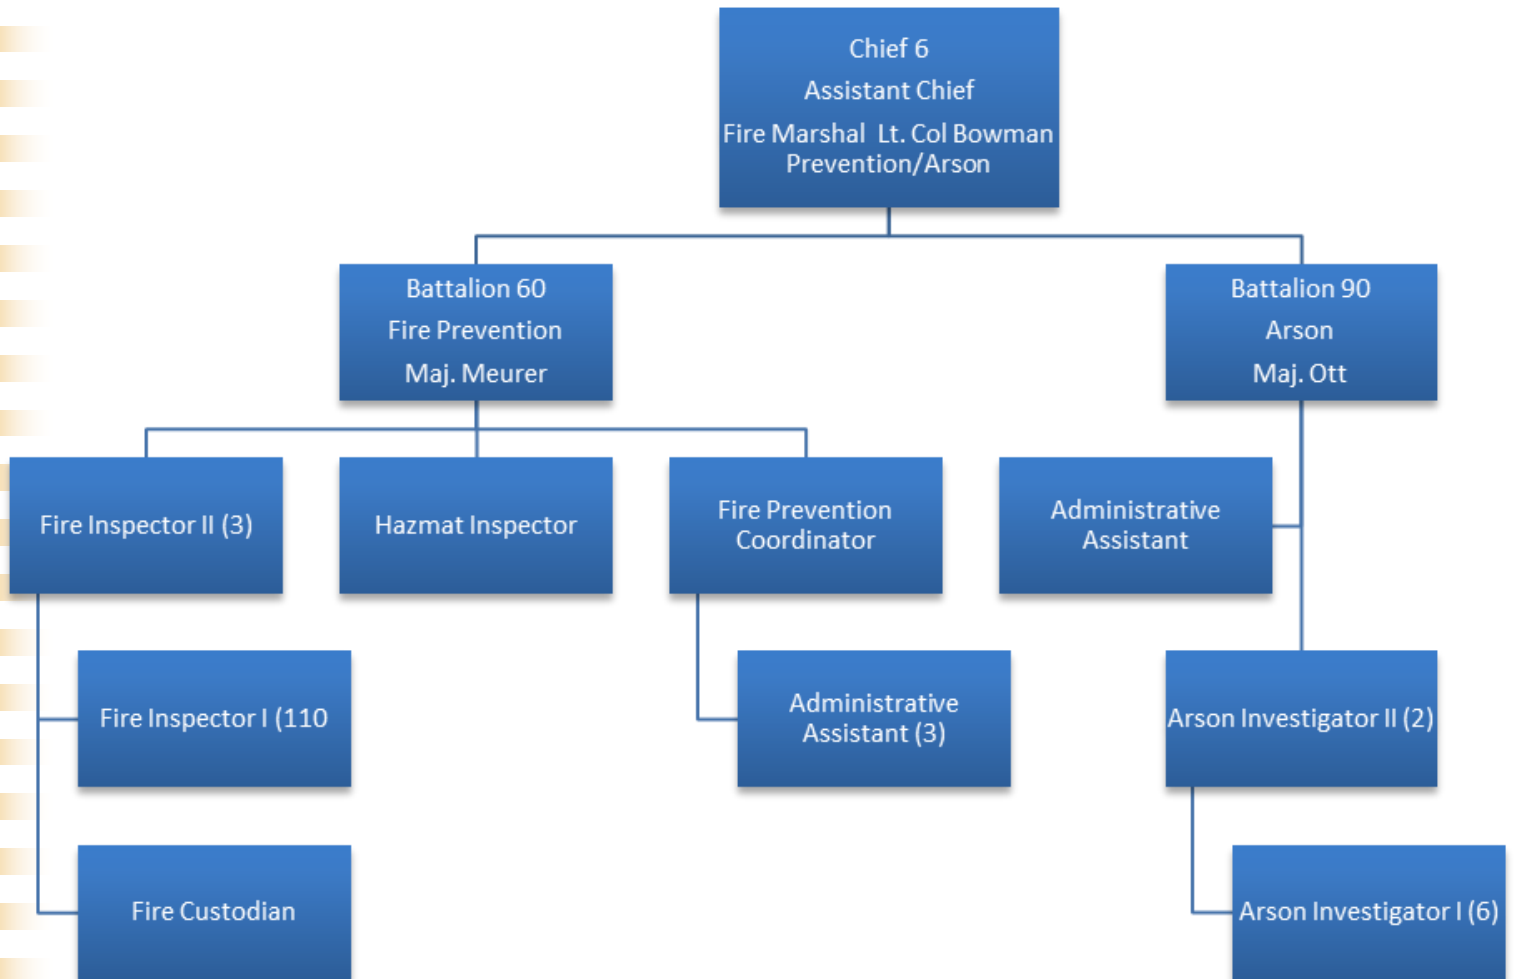 Chief 6
Assistant Chief
Fire Marshal  Lt. Col Bowman
Prevention/Arson
Battalion 60
Fire Prevention
Maj. Meurer
Battalion 90
Arson
Maj. Ott
Fire Inspector II (3)
Hazmat Inspector
Fire Prevention
Coordinator
Administrative
Assistant
Fire Inspector I (110
Administrative
Assistant (3)
Arson Investigator II (2)
Fire Custodian
Arson Investigator I (6)